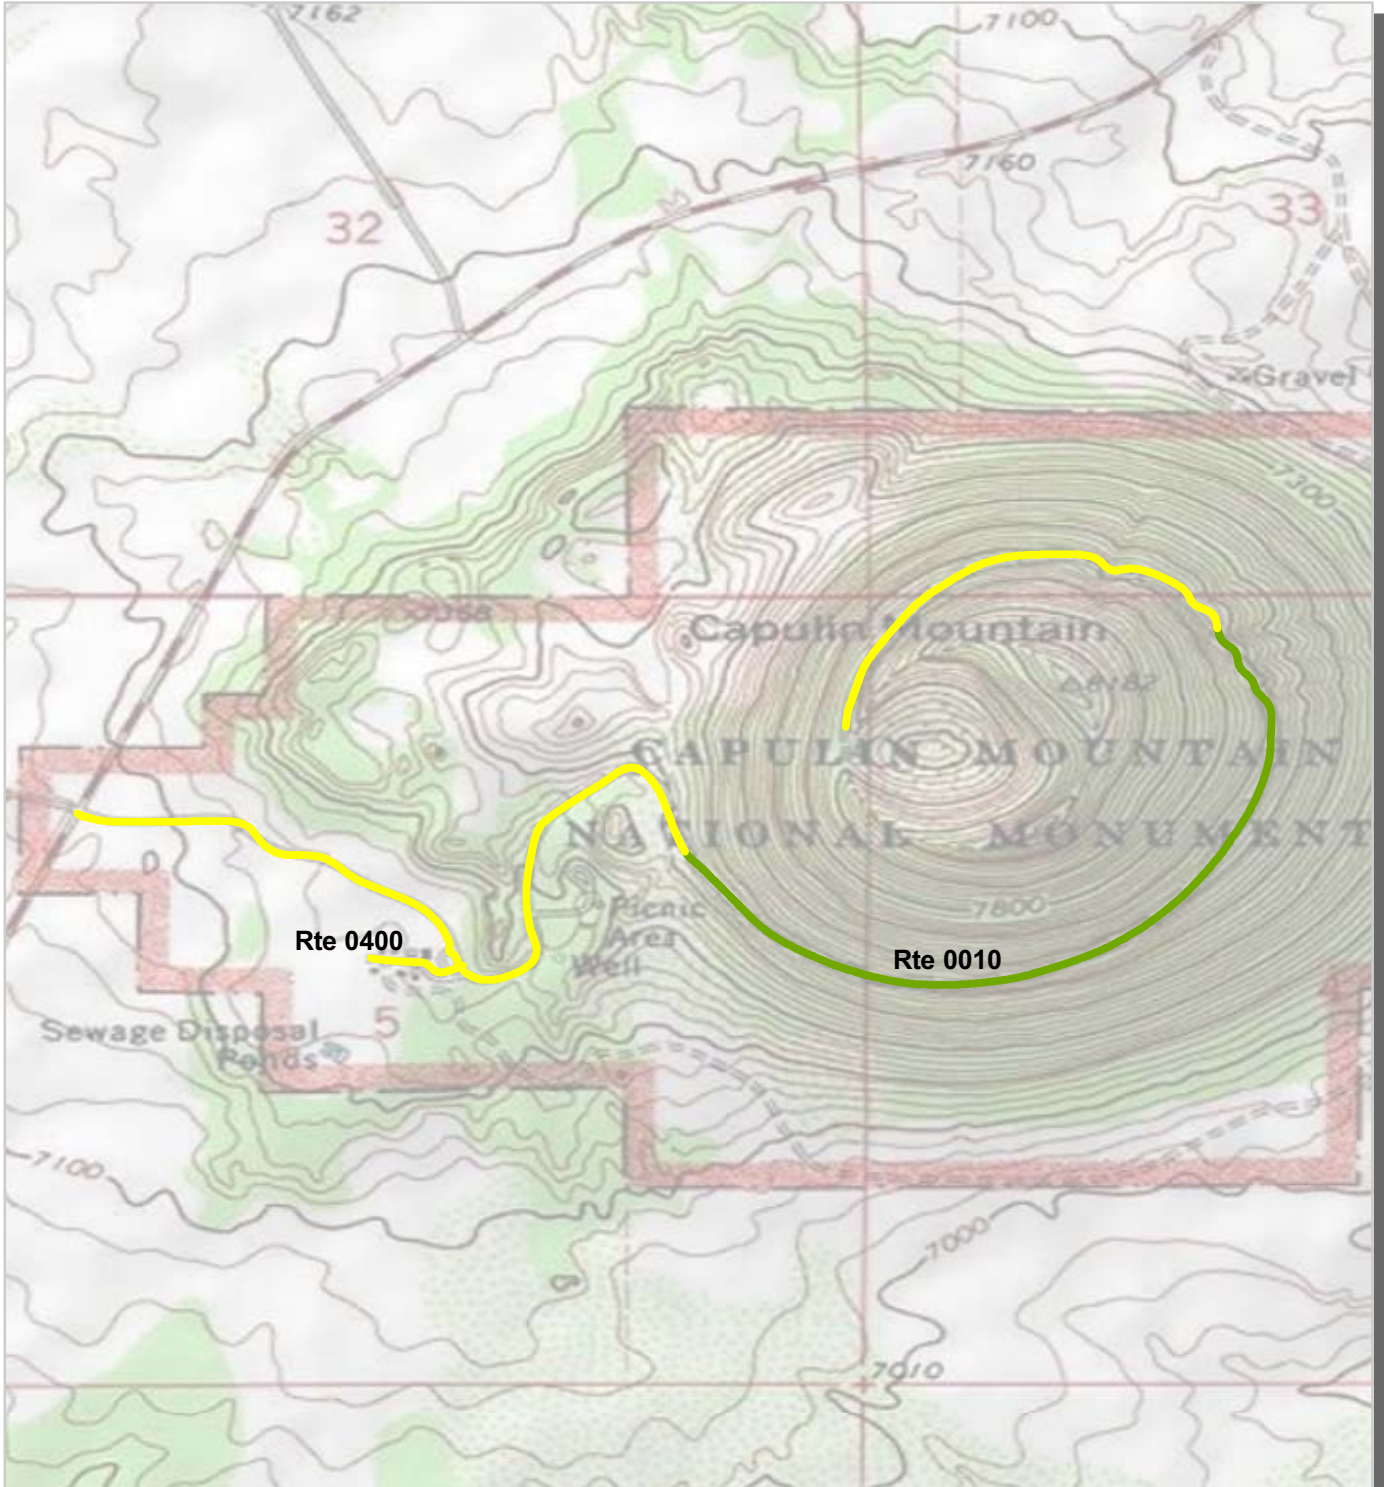 7162
7100
7160
32
33
Gravel
7300
Capulin Mountain
8182
CAPULIN MOUNTAIN
NATIONAL MONUMENT
Picnic
Area
Well
7800
Rte 0400
Rte 0010
5
Sewage Disposal
Ponds
7100
7000
7010